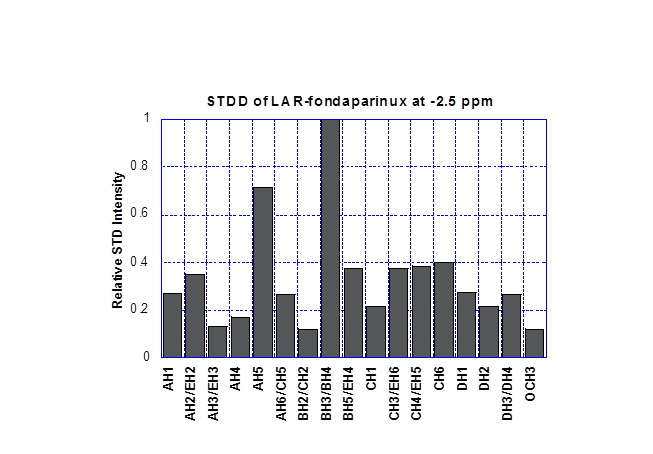 STDD of LAR-fondaparinux at -2.5 ppm
Relative STD Intensity
1
0.8
0.6
0.4
0.2
0
AH1
AH2/EH2
AH3/EH3
AH4
AH5
AH6/CH5
BH2/CH2
BH3/BH4
BH5/EH4
CH1
CH3/EH6
CH4/EH5
CH6
DH1
DH2
DH3/DH4
OCH3